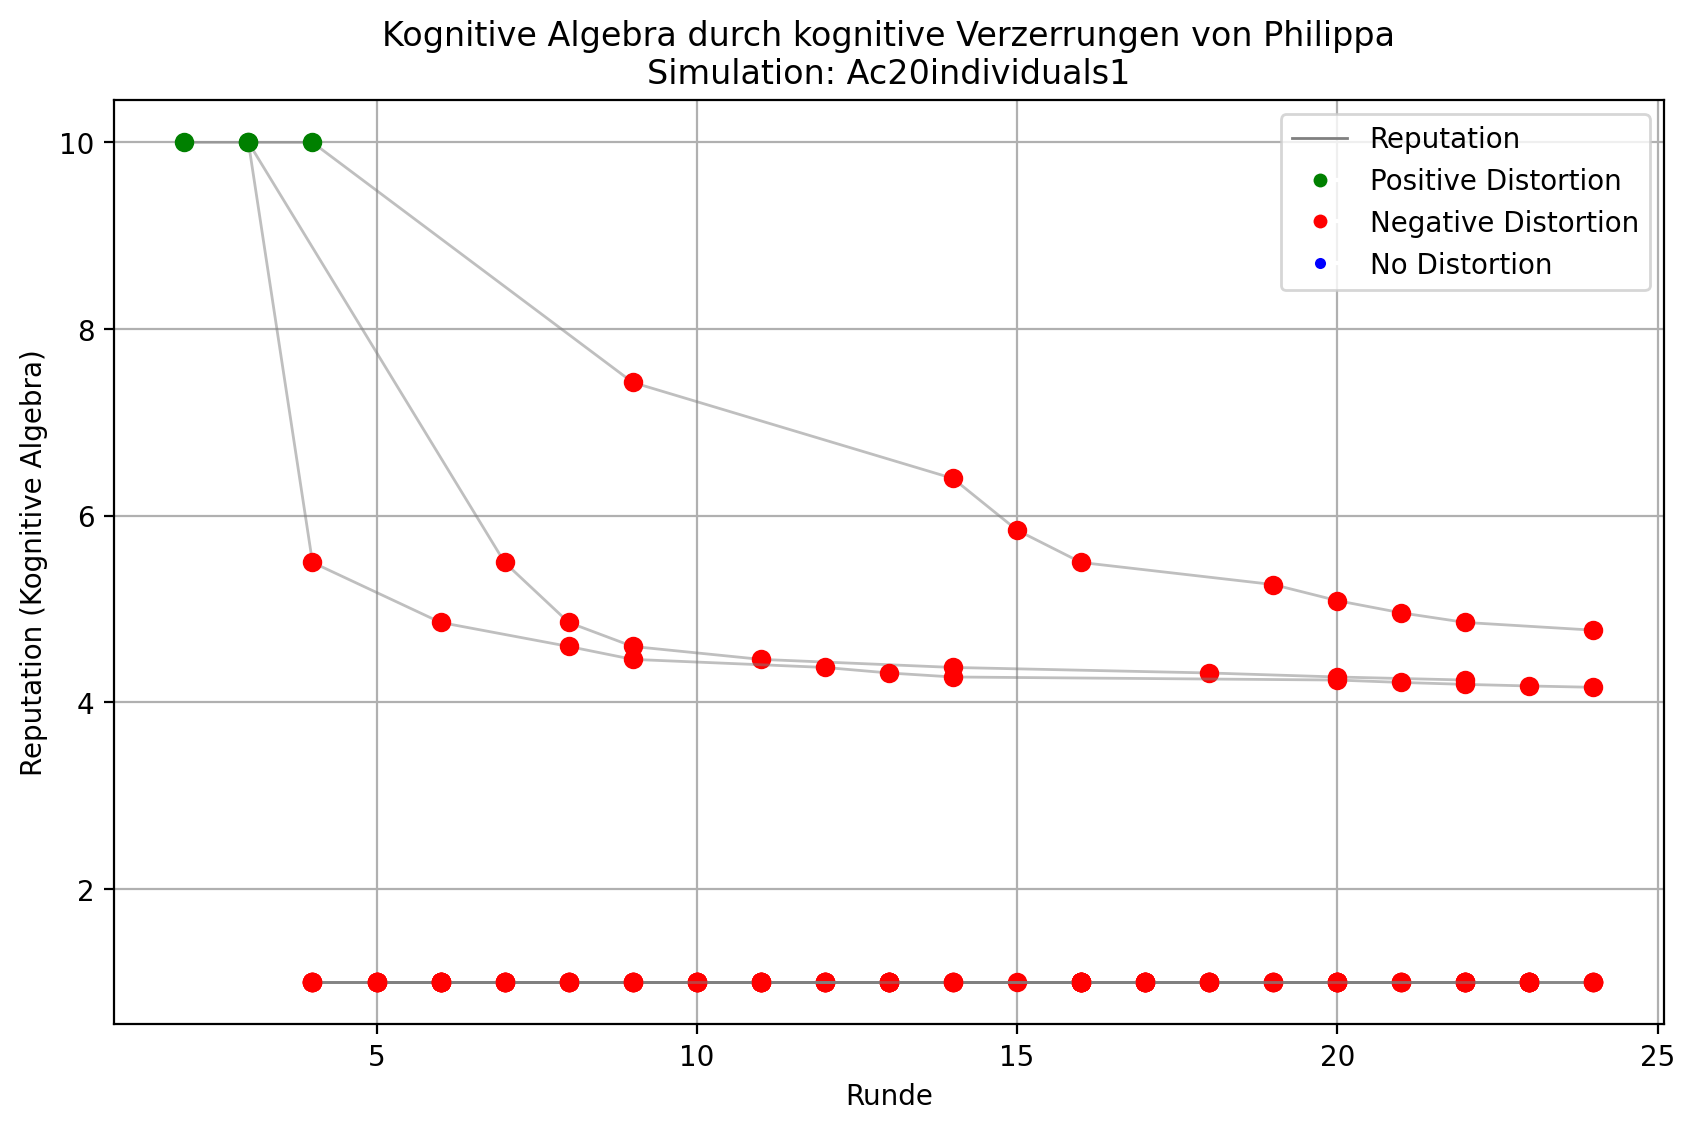 Kognitive Algebra durch kognitive Verzerrungen von Philippa
Simulation: Ac20individuals1
Reputation
Positive Distortion
Negative Distortion
No Distortion
Reputation (Kognitive Algebra)
10
8
6
4
2
5
10
15
20
25
Runde